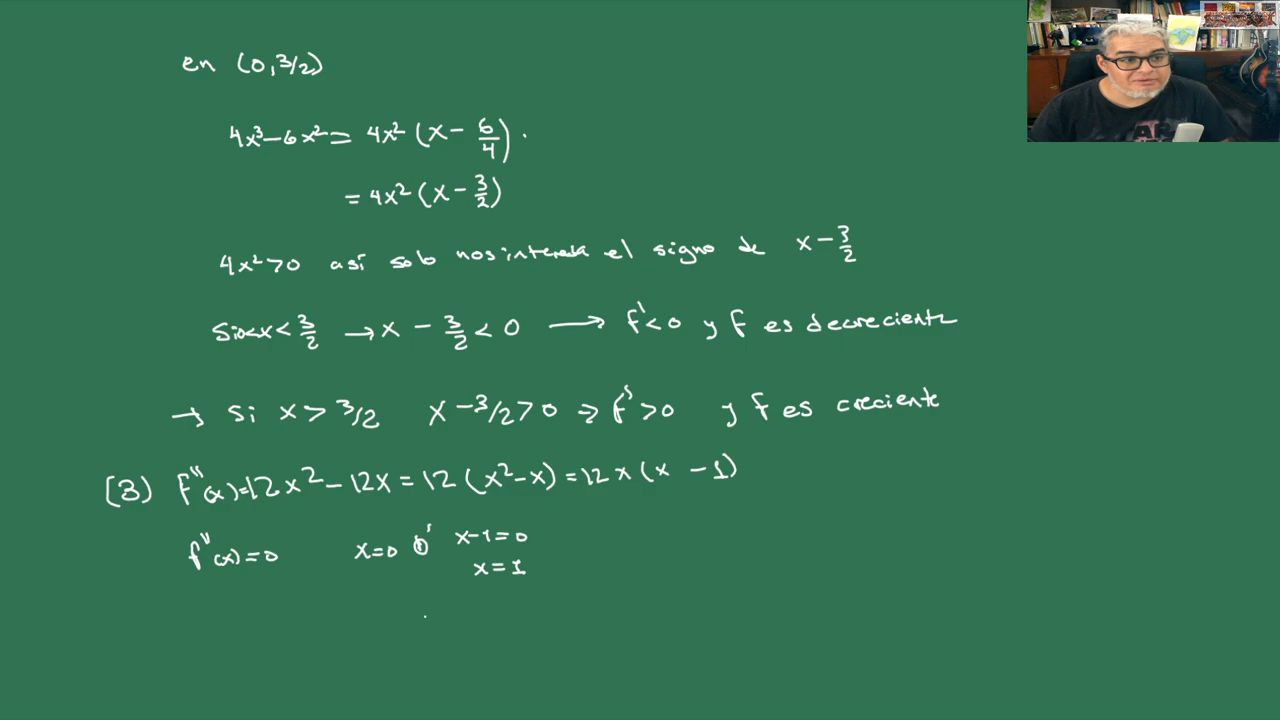 en (0, 3/2)
4x³-6x² = 4x² (x - 6/4).
= 4x² (x - 3/2)
4x²>0 así solo nos interesa el signo de x - 3/2
Si 0<x<3/2 → x - 3/2 < 0 → f'<0 y f es decreciente
→ Si x > 3/2 x - 3/2 > 0 ⇒ f' > 0 y f es creciente
(3) f''(x)=12x² - 12x = 12 (x²-x) = 12x (x - 1)
f''(x) = 0 x=0 ó x-1=0
x=1